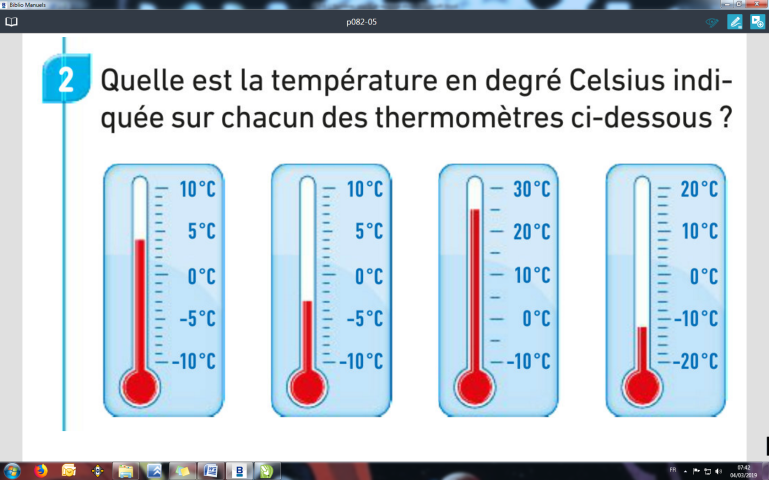 Biblio Manuels
p082-05
2 Quelle est la température en degré Celsius indi-
quée sur chacun des thermomètres ci-dessous ?
10°C 10°C 30°C 20°C
5°C 5°C 20°C 10°C
0°C 0°C 10°C 0°C
-5°C -5°C 0°C -10°C
-10°C -10°C -10°C -20°C
FR 07:42
04/03/2019